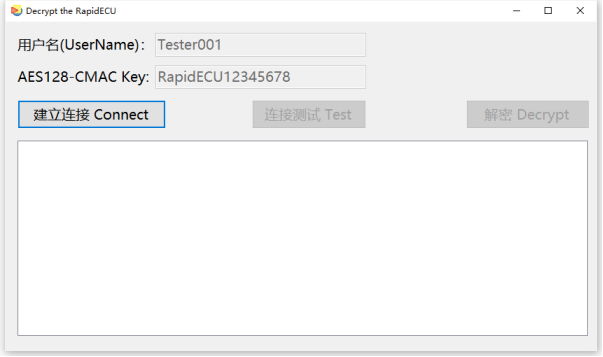 Decrypt the RapidECU
用户名(UserName)： Tester001
AES128-CMAC Key: RapidECU12345678
建立连接 Connect 连接测试 Test 解密 Decrypt